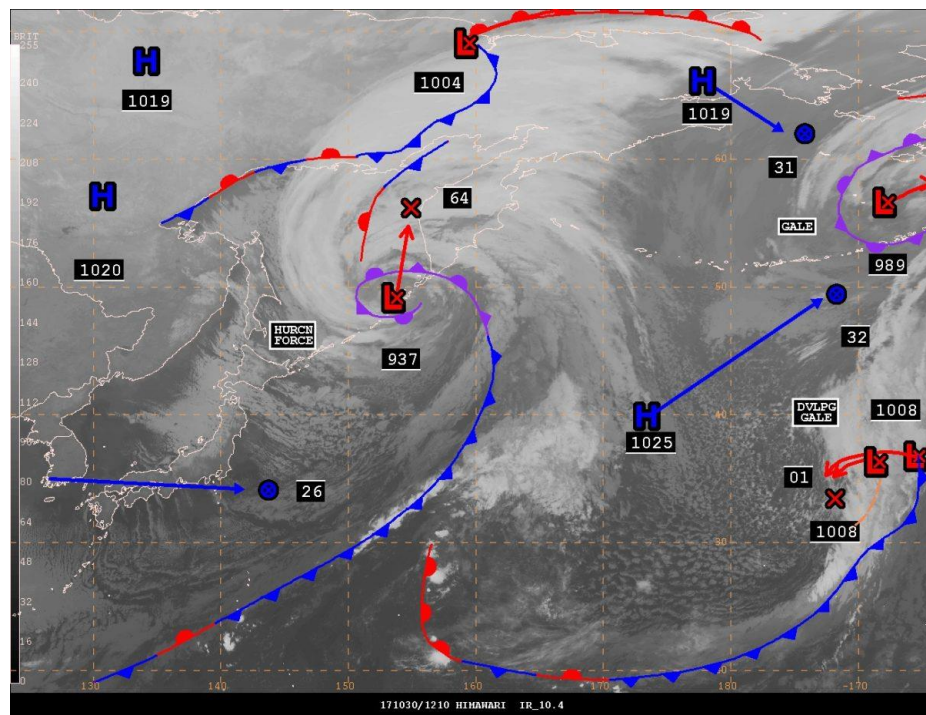 BRIT
255
240
224
208
192
176
160
144
128
112
96
80
64
48
32
16
0
H
1019
L
1004
H
1019
31
H
1020
64
GALE
L
989
L
HURCN
FORCE
937
32
H
1025
DVLPG
GALE
1008
L
L
01
1008
26
60
50
40
30
20
130
140
150
160
170
180
-170
171030/1210 HIMAWARI IR_10.4